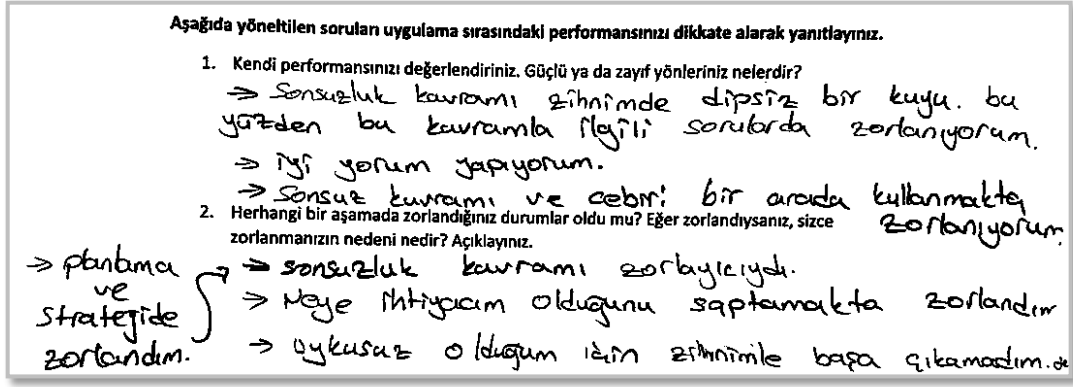 Aşağıda yöneltilen soruları uygulama sırasındaki performansınızı dikkate alarak yanıtlayınız.
1. Kendi performansınızı değerlendiriniz. Güçlü ya da zayıf yönleriniz nelerdir?
→ Sonsuzluk kavramı zihnimde dipsiz bir kuyu. bu
yüzden bu kavramla ilgili sorularda zorlanıyorum.
→ iyi yorum yapıyorum.
→ Sonsuz kavramı ve cebri bir arada kullanmakta
zorlanıyorum.
2. Herhangi bir aşamada zorlandığınız durumlar oldu mu? Eğer zorlandıysanız, sizce
zorlanmanızın nedeni nedir? Açıklayınız.
→ planlama
ve
stratejide
zorlandım.
→ sonsuzluk kavramı zorlayıcıydı.
→ Neye ihtiyacım olduğunu saptamakta zorlandım
→ uykusuz olduğum için zihnimle başa çıkamadım.